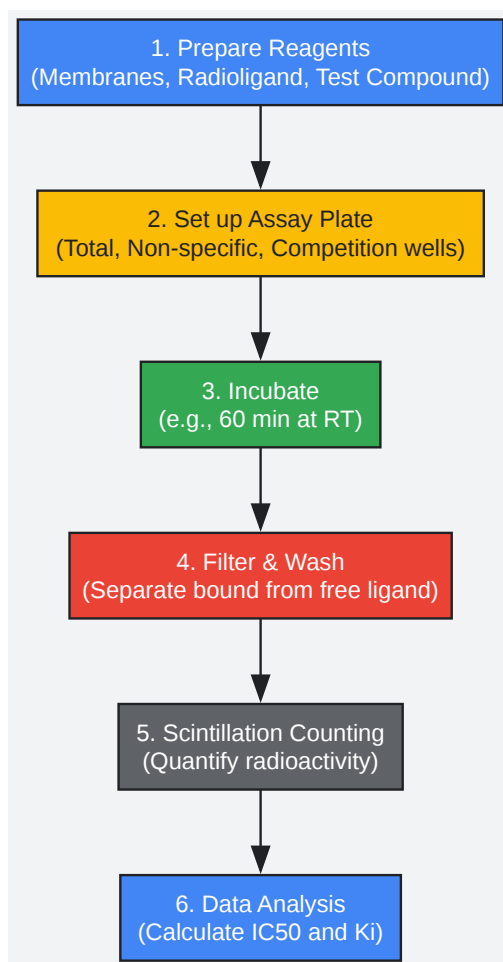 1. Prepare Reagents
(Membranes, Radioligand, Test Compound)
2. Set up Assay Plate
(Total, Non-specific, Competition wells)
3. Incubate
(e.g., 60 min at RT)
4. Filter & Wash
(Separate bound from free ligand)
5. Scintillation Counting
(Quantify radioactivity)
6. Data Analysis
(Calculate IC50 and Ki)